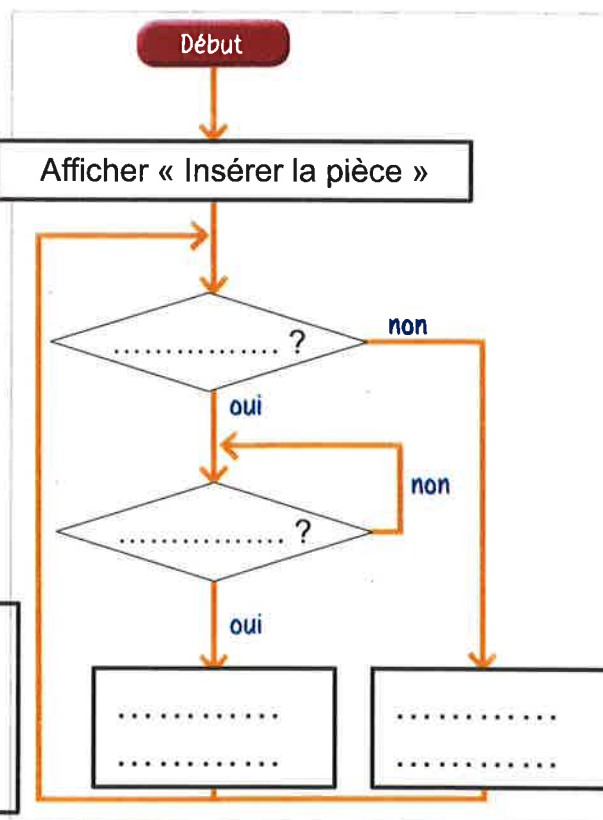 Début
Afficher « Insérer la pièce »
................ ?
non
oui
non
................ ?
oui
.............
.............
.............
.............